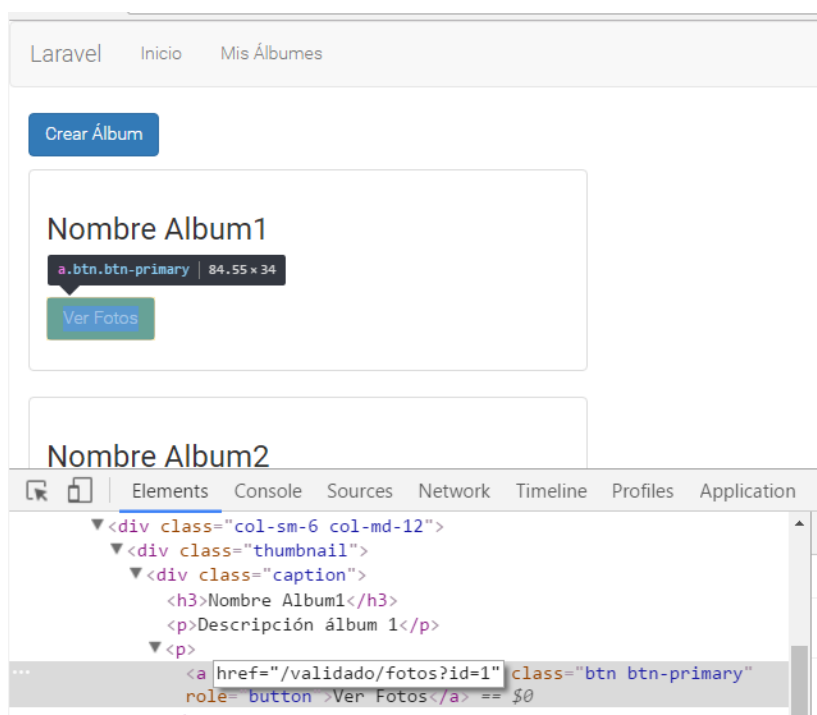 Laravel Inicio Mis Álbumes
Crear Álbum
Nombre Album1
a.btn.btn-primary | 84.55 × 34
Ver Fotos
Nombre Album2
Elements Console Sources Network Timeline Profiles Application
▼<div class="col-sm-6 col-md-12">
▼<div class="thumbnail">
▼<div class="caption">
<h3>Nombre Album1</h3>
<p>Descripción álbum 1</p>
▼<p>
... <a href="/validado/fotos?id=1" class="btn btn-primary"
role="button">Ver Fotos</a> == $0